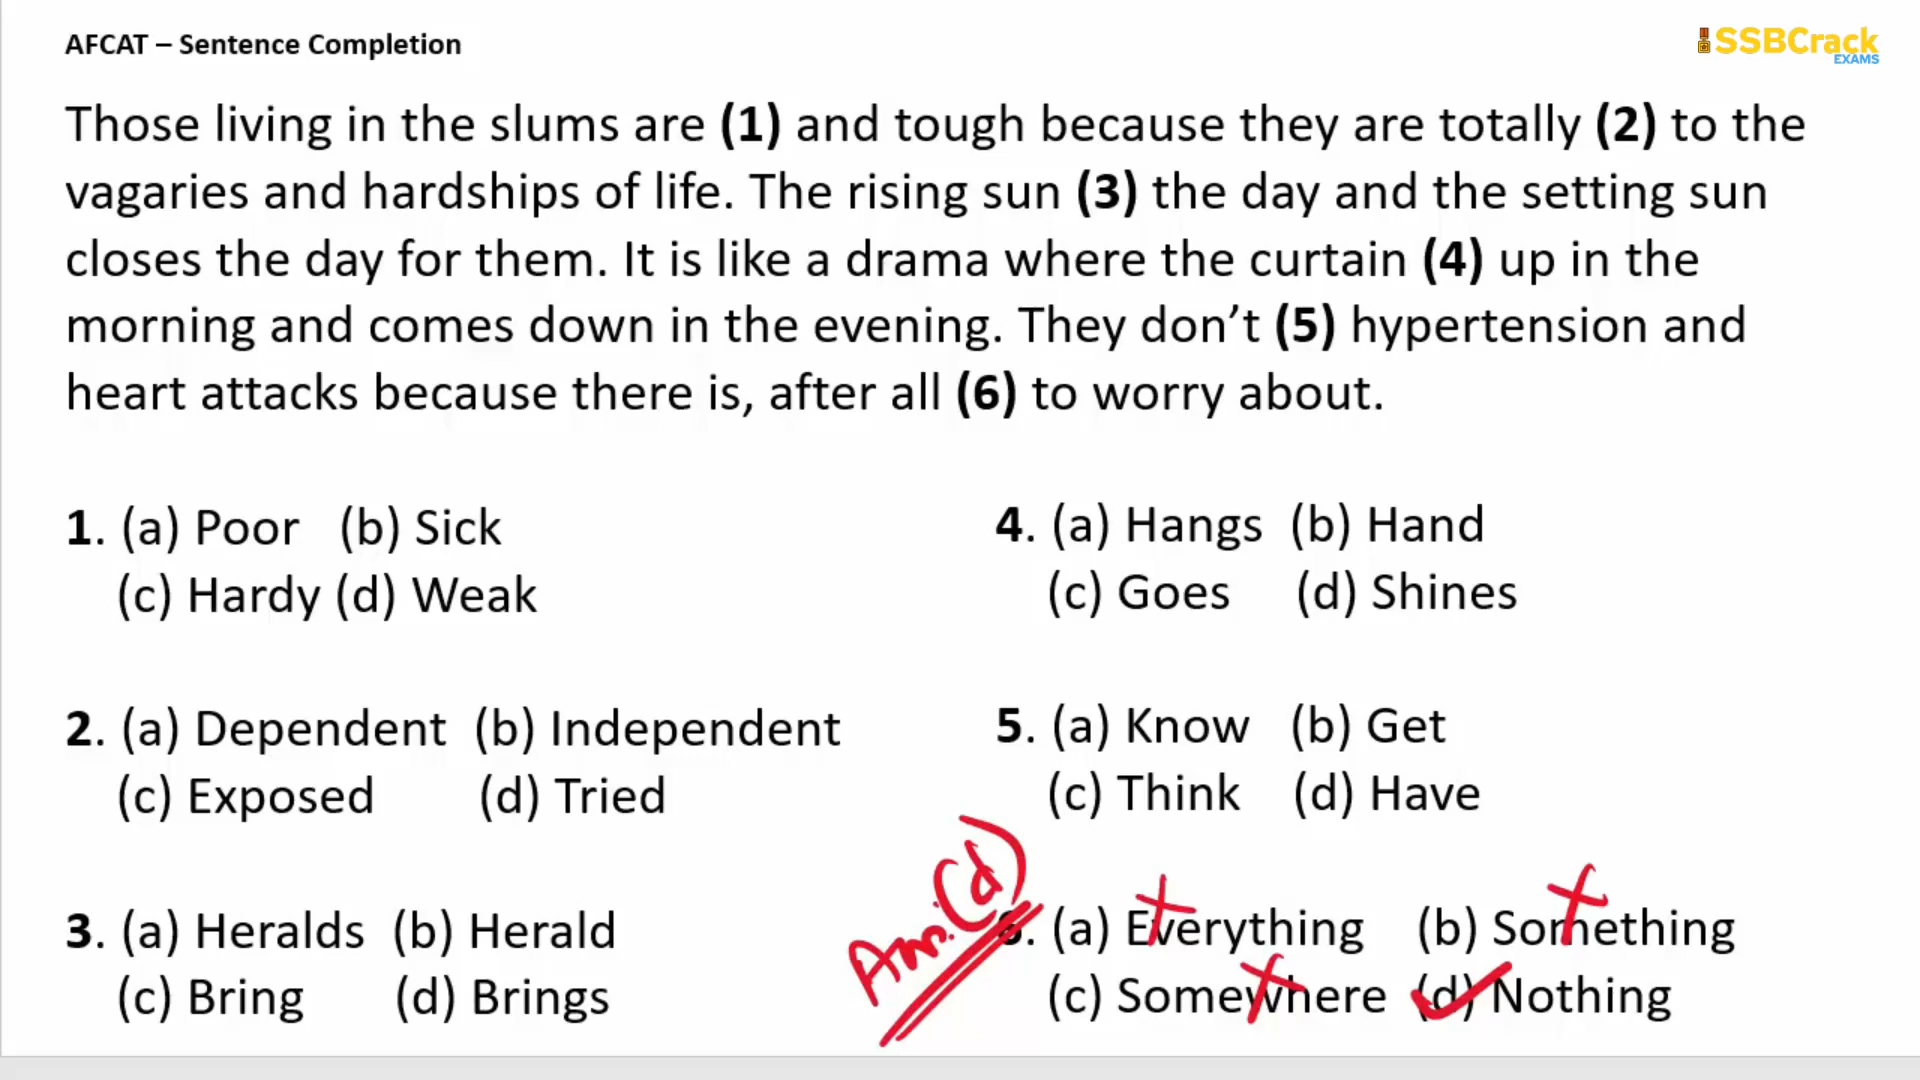 AFCAT – Sentence Completion
SSBCrack
EXAMS
Those living in the slums are (1) and tough because they are totally (2) to the
vagaries and hardships of life. The rising sun (3) the day and the setting sun
closes the day for them. It is like a drama where the curtain (4) up in the
morning and comes down in the evening. They don’t (5) hypertension and
heart attacks because there is, after all (6) to worry about.
1. (a) Poor (b) Sick
(c) Hardy (d) Weak
2. (a) Dependent (b) Independent
(c) Exposed (d) Tried
3. (a) Heralds (b) Herald
(c) Bring (d) Brings
4. (a) Hangs (b) Hand
(c) Goes (d) Shines
5. (a) Know (b) Get
(c) Think (d) Have
Ans.(d)
6. (a) Everything (b) Something
(c) Somewhere (d) Nothing